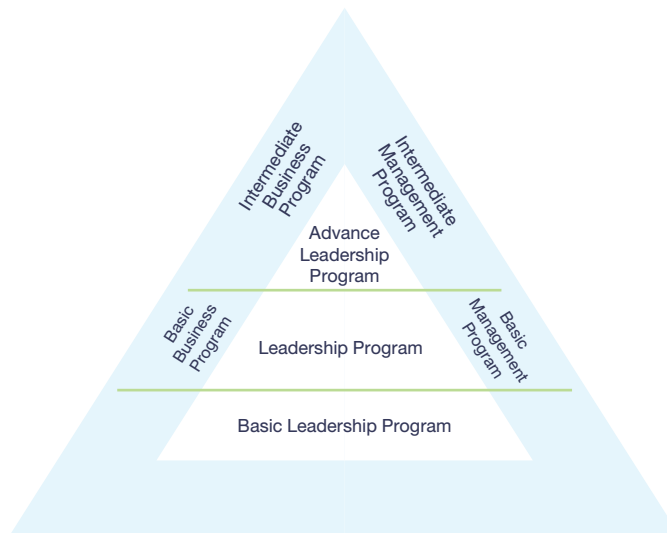 Intermediate
Business
Program
Intermediate
Management
Program
Advance
Leadership
Program
Basic
Business
Program
Leadership Program
Basic
Management
Program
Basic Leadership Program